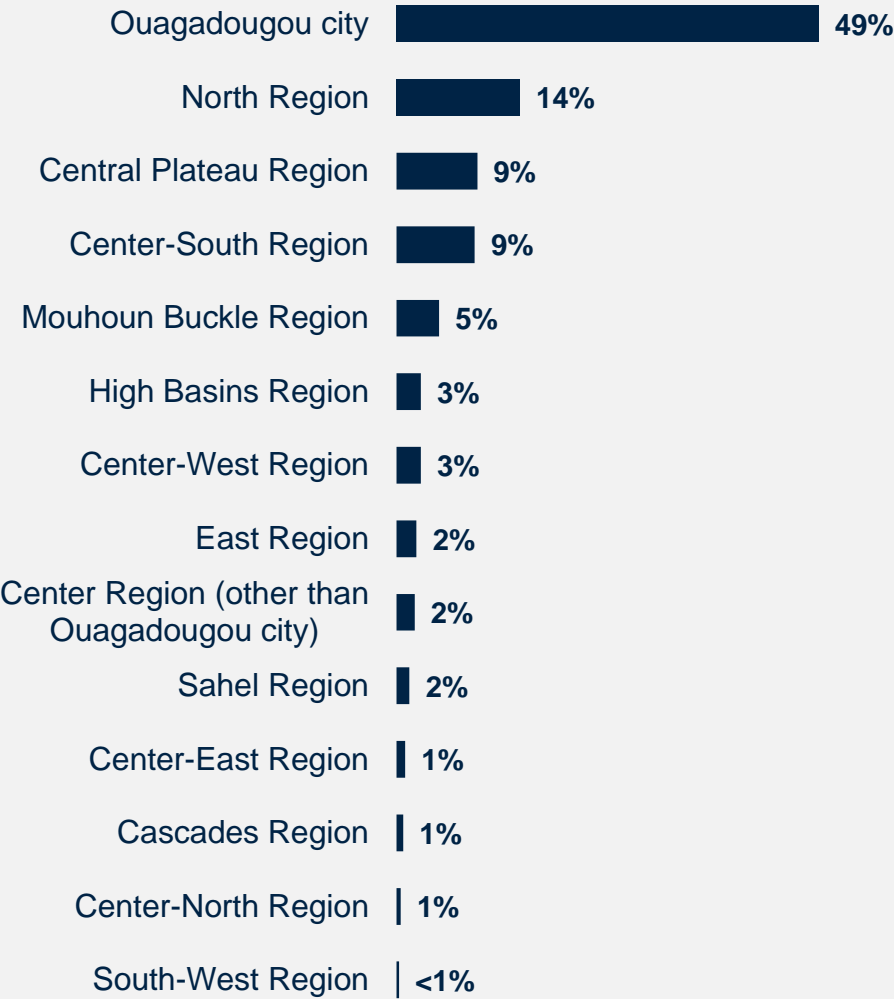 Ouagadougou city 49%
North Region 14%
Central Plateau Region 9%
Center-South Region 9%
Mouhoun Buckle Region 5%
High Basins Region 3%
Center-West Region 3%
East Region 2%
Center Region (other than
Ouagadougou city) 2%
Sahel Region 2%
Center-East Region 1%
Cascades Region 1%
Center-North Region 1%
South-West Region <1%